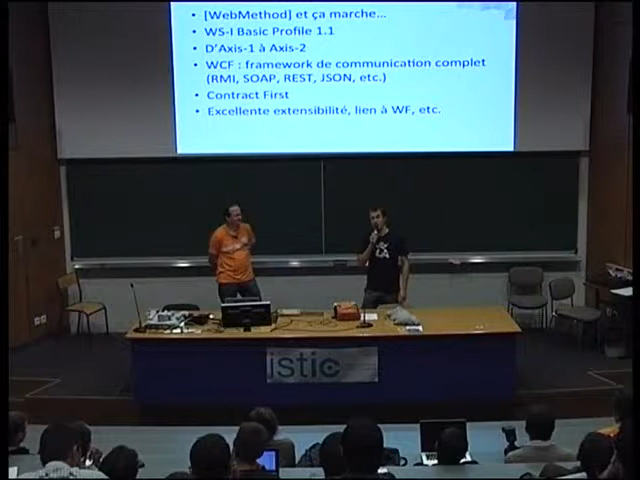 • [WebMethod] et ça marche...
• WS-I Basic Profile 1.1
• D'Axis-1 à Axis-2
• WCF : framework de communication complet
(RMI, SOAP, REST, JSON, etc.)
• Contract First
• Excellente extensibilité, lien à WF, etc.
istic